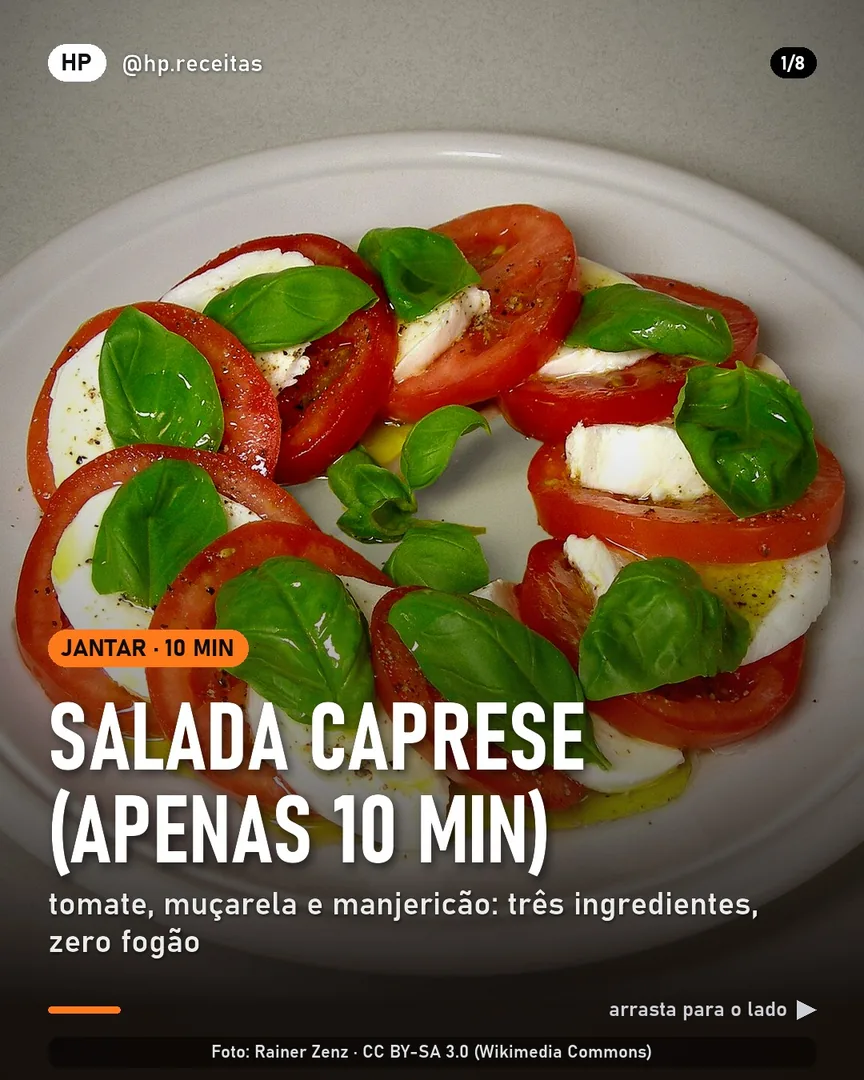 HP @hp.receitas 1/8
JANTAR · 10 MIN
SALADA CAPRESE
(APENAS 10 MIN)
tomate, muçarela e manjericão: três ingredientes,
zero fogão
arrasta para o lado ▶
Foto: Rainer Zenz · CC BY-SA 3.0 (Wikimedia Commons)